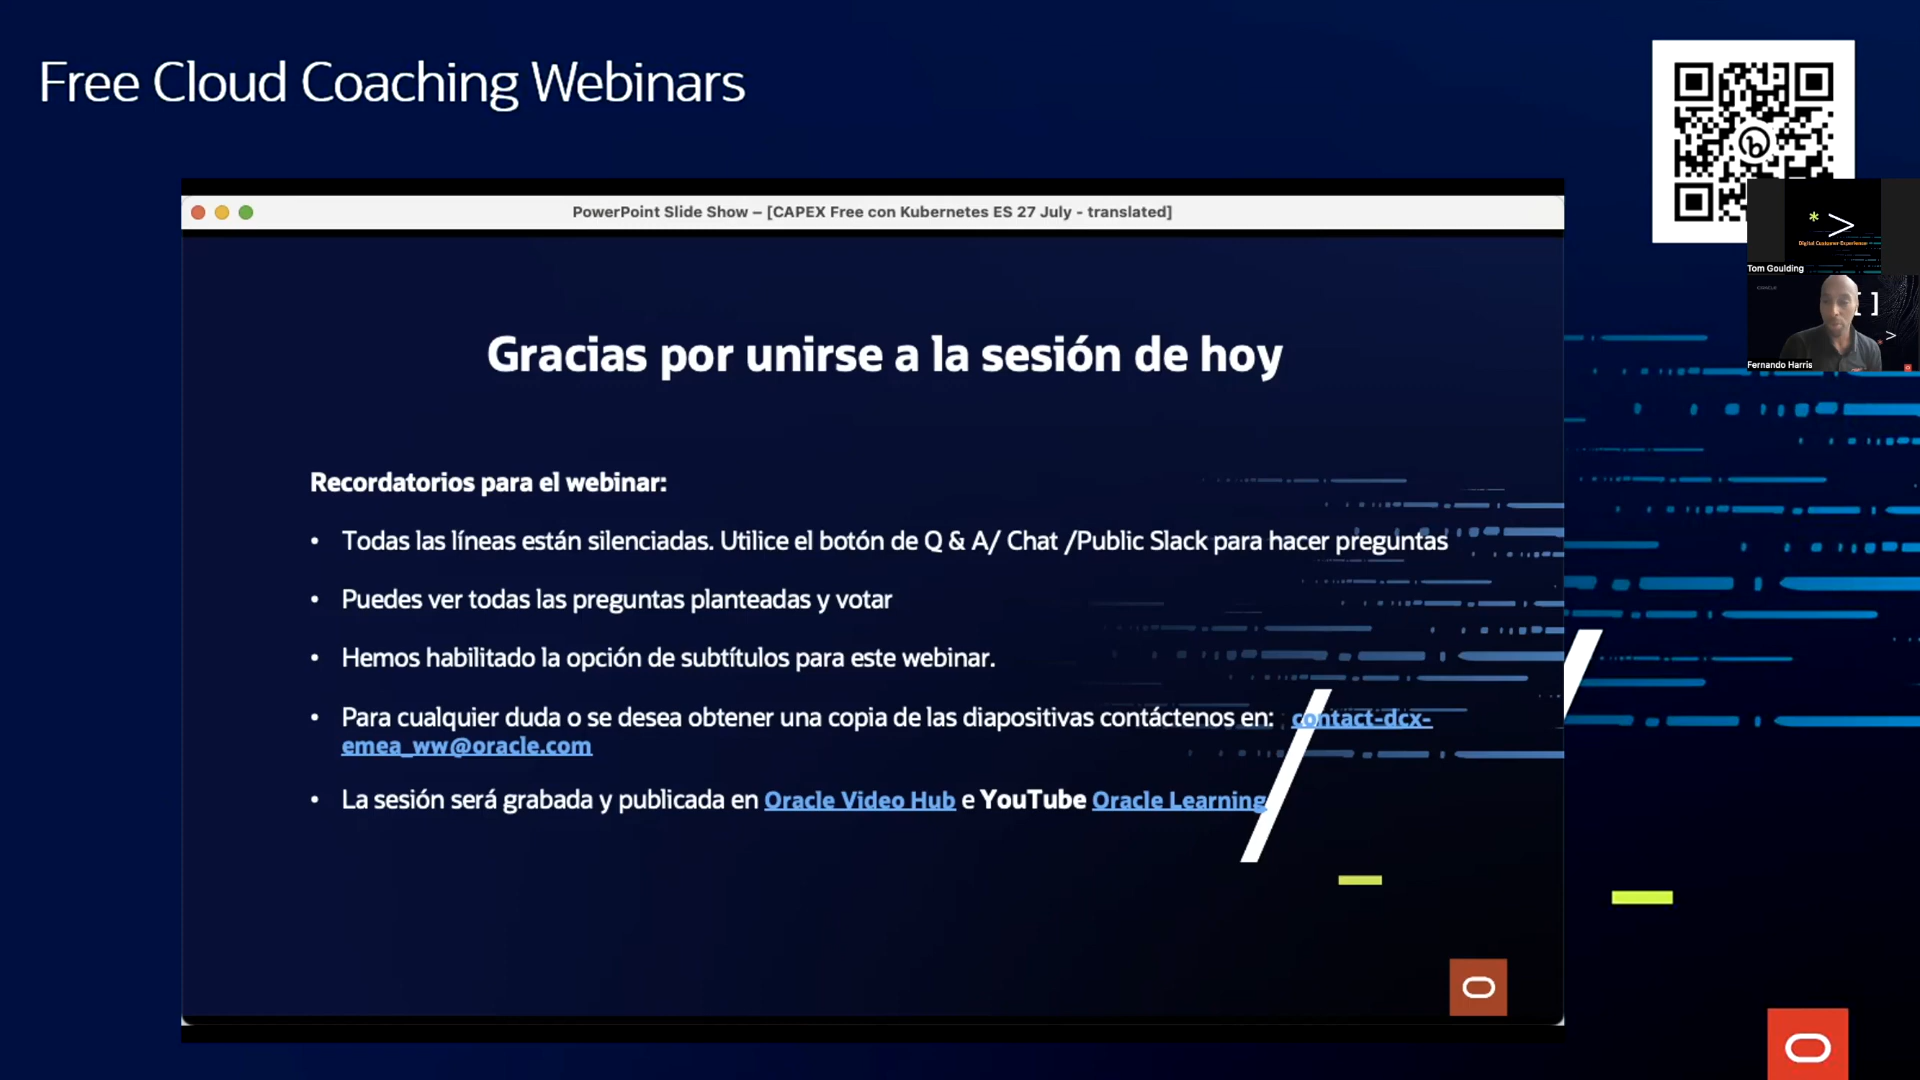 Free Cloud Coaching Webinars
PowerPoint Slide Show – [CAPEX Free con Kubernetes ES 27 July - translated]
Digital Customer Experience
Tom Goulding
ORACLE
Fernando Harris
Gracias por unirse a la sesión de hoy
Recordatorios para el webinar:
• Todas las líneas están silenciadas. Utilice el botón de Q & A/ Chat /Public Slack para hacer preguntas
• Puedes ver todas las preguntas planteadas y votar
• Hemos habilitado la opción de subtítulos para este webinar.
• Para cualquier duda o se desea obtener una copia de las diapositivas contáctenos en: contact-dcx-
emea_ww@oracle.com
• La sesión será grabada y publicada en Oracle Video Hub e YouTube Oracle Learning